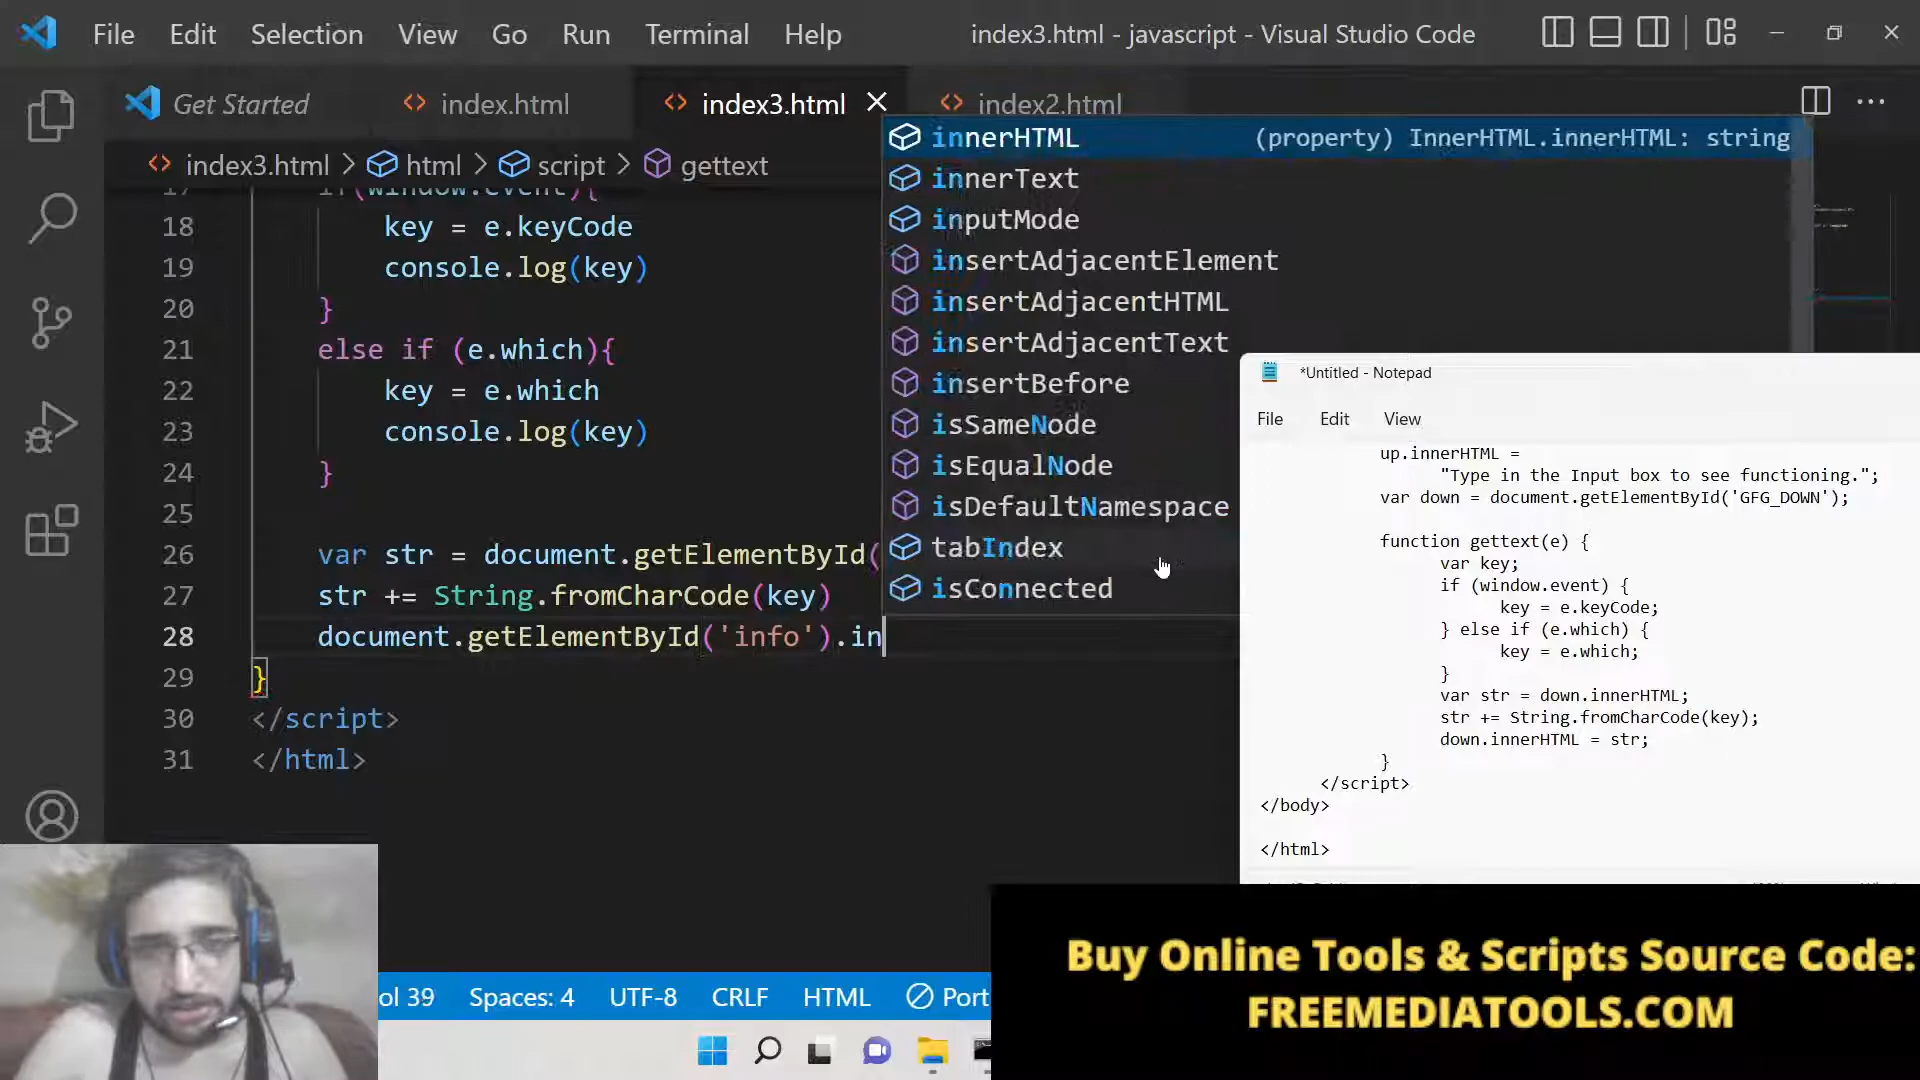 File Edit Selection View Go Run Terminal Help index3.html - javascript - Visual Studio Code
Get Started index.html index3.html index2.html
index3.html html script gettext
17 if(window.event){
18 key = e.keyCode
19 console.log(key)
20 }
21 else if (e.which){
22 key = e.which
23 console.log(key)
24 }
25
26 var str = document.getElementById(
27 str += String.fromCharCode(key)
28 document.getElementById('info').in
29 }
30 </script>
31 </html>
innerHTML (property) InnerHTML.innerHTML: string
innerText
inputMode
insertAdjacentElement
insertAdjacentHTML
insertAdjacentText
insertBefore
isSameNode
isEqualNode
isDefaultNamespace
tabIndex
isConnected
*Untitled - Notepad
File Edit View
up.innerHTML =
"Type in the Input box to see functioning.";
var down = document.getElementById('GFG_DOWN');
function gettext(e) {
var key;
if (window.event) {
key = e.keyCode;
} else if (e.which) {
key = e.which;
}
var str = down.innerHTML;
str += String.fromCharCode(key);
down.innerHTML = str;
}
</script>
</body>
</html>
ol 39 Spaces: 4 UTF-8 CRLF HTML Port
Buy Online Tools & Scripts Source Code:
FREEMEDIATOOLS.COM